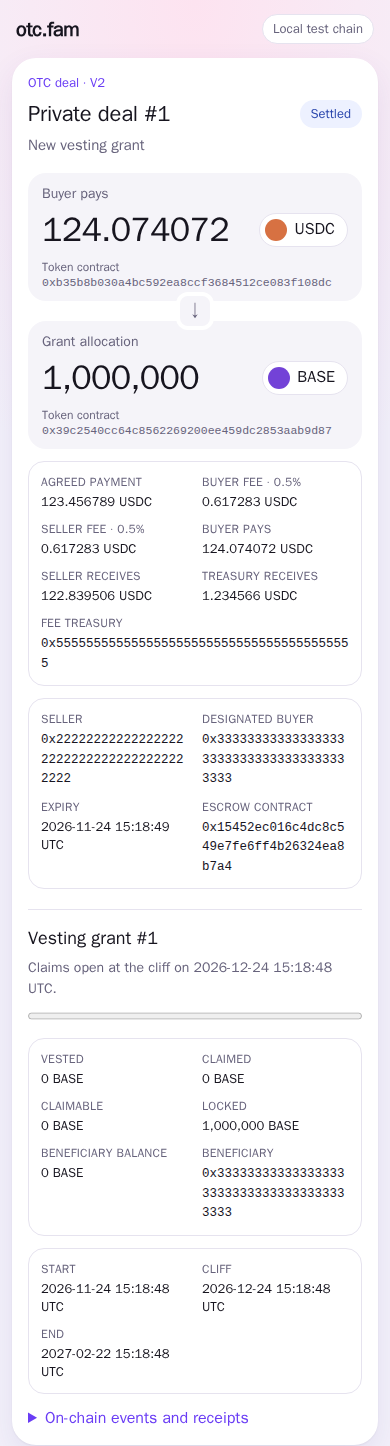 otc.fam
Local test chain
OTC deal · V2
Private deal #1
Settled
New vesting grant
Buyer pays
124.074072
USDC
Token contract
0xb35b8b030a4bc592ea8ccf3684512ce083f108dc
↓
Grant allocation
1,000,000
BASE
Token contract
0x39c2540cc64c8562269200ee459dc2853aab9d87
AGREED PAYMENT
123.456789 USDC
BUYER FEE · 0.5%
0.617283 USDC
SELLER FEE · 0.5%
0.617283 USDC
BUYER PAYS
124.074072 USDC
SELLER RECEIVES
122.839506 USDC
TREASURY RECEIVES
1.234566 USDC
FEE TREASURY
0x555555555555555555555555555555555555555
5
SELLER
0x22222222222222222
2222222222222222222
2222
DESIGNATED BUYER
0x33333333333333333
3333333333333333333
3333
EXPIRY
2026-11-24 15:18:49
UTC
ESCROW CONTRACT
0x15452ec016c4dc8c5
49e7fe6ff4b26324ea8
b7a4
Vesting grant #1
Claims open at the cliff on 2026-12-24 15:18:48
UTC.
VESTED
0 BASE
CLAIMED
0 BASE
CLAIMABLE
0 BASE
LOCKED
1,000,000 BASE
BENEFICIARY BALANCE
0 BASE
BENEFICIARY
0x33333333333333333
3333333333333333333
3333
START
2026-11-24 15:18:48
UTC
CLIFF
2026-12-24 15:18:48
UTC
END
2027-02-22 15:18:48
UTC
On-chain events and receipts